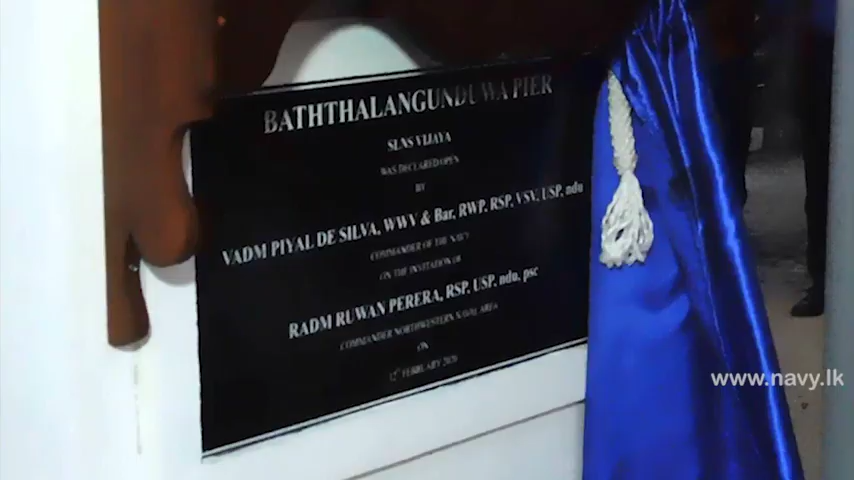 BATHTHALANGUNDUWA PIER
SLNS VIJAYA
WAS DECLARED OPEN
BY
VADM PIYAL DE SILVA, WWV & Bar, RWP, RSP, VSV, USP, ndu
COMMANDER OF THE NAVY
ON THE INVITATION OF
RADM RUWAN PERERA, RSP, USP, ndu, psc
COMMANDER NORTHWESTERN NAVAL AREA
ON
12th FEBRUARY 2020
www.navy.lk